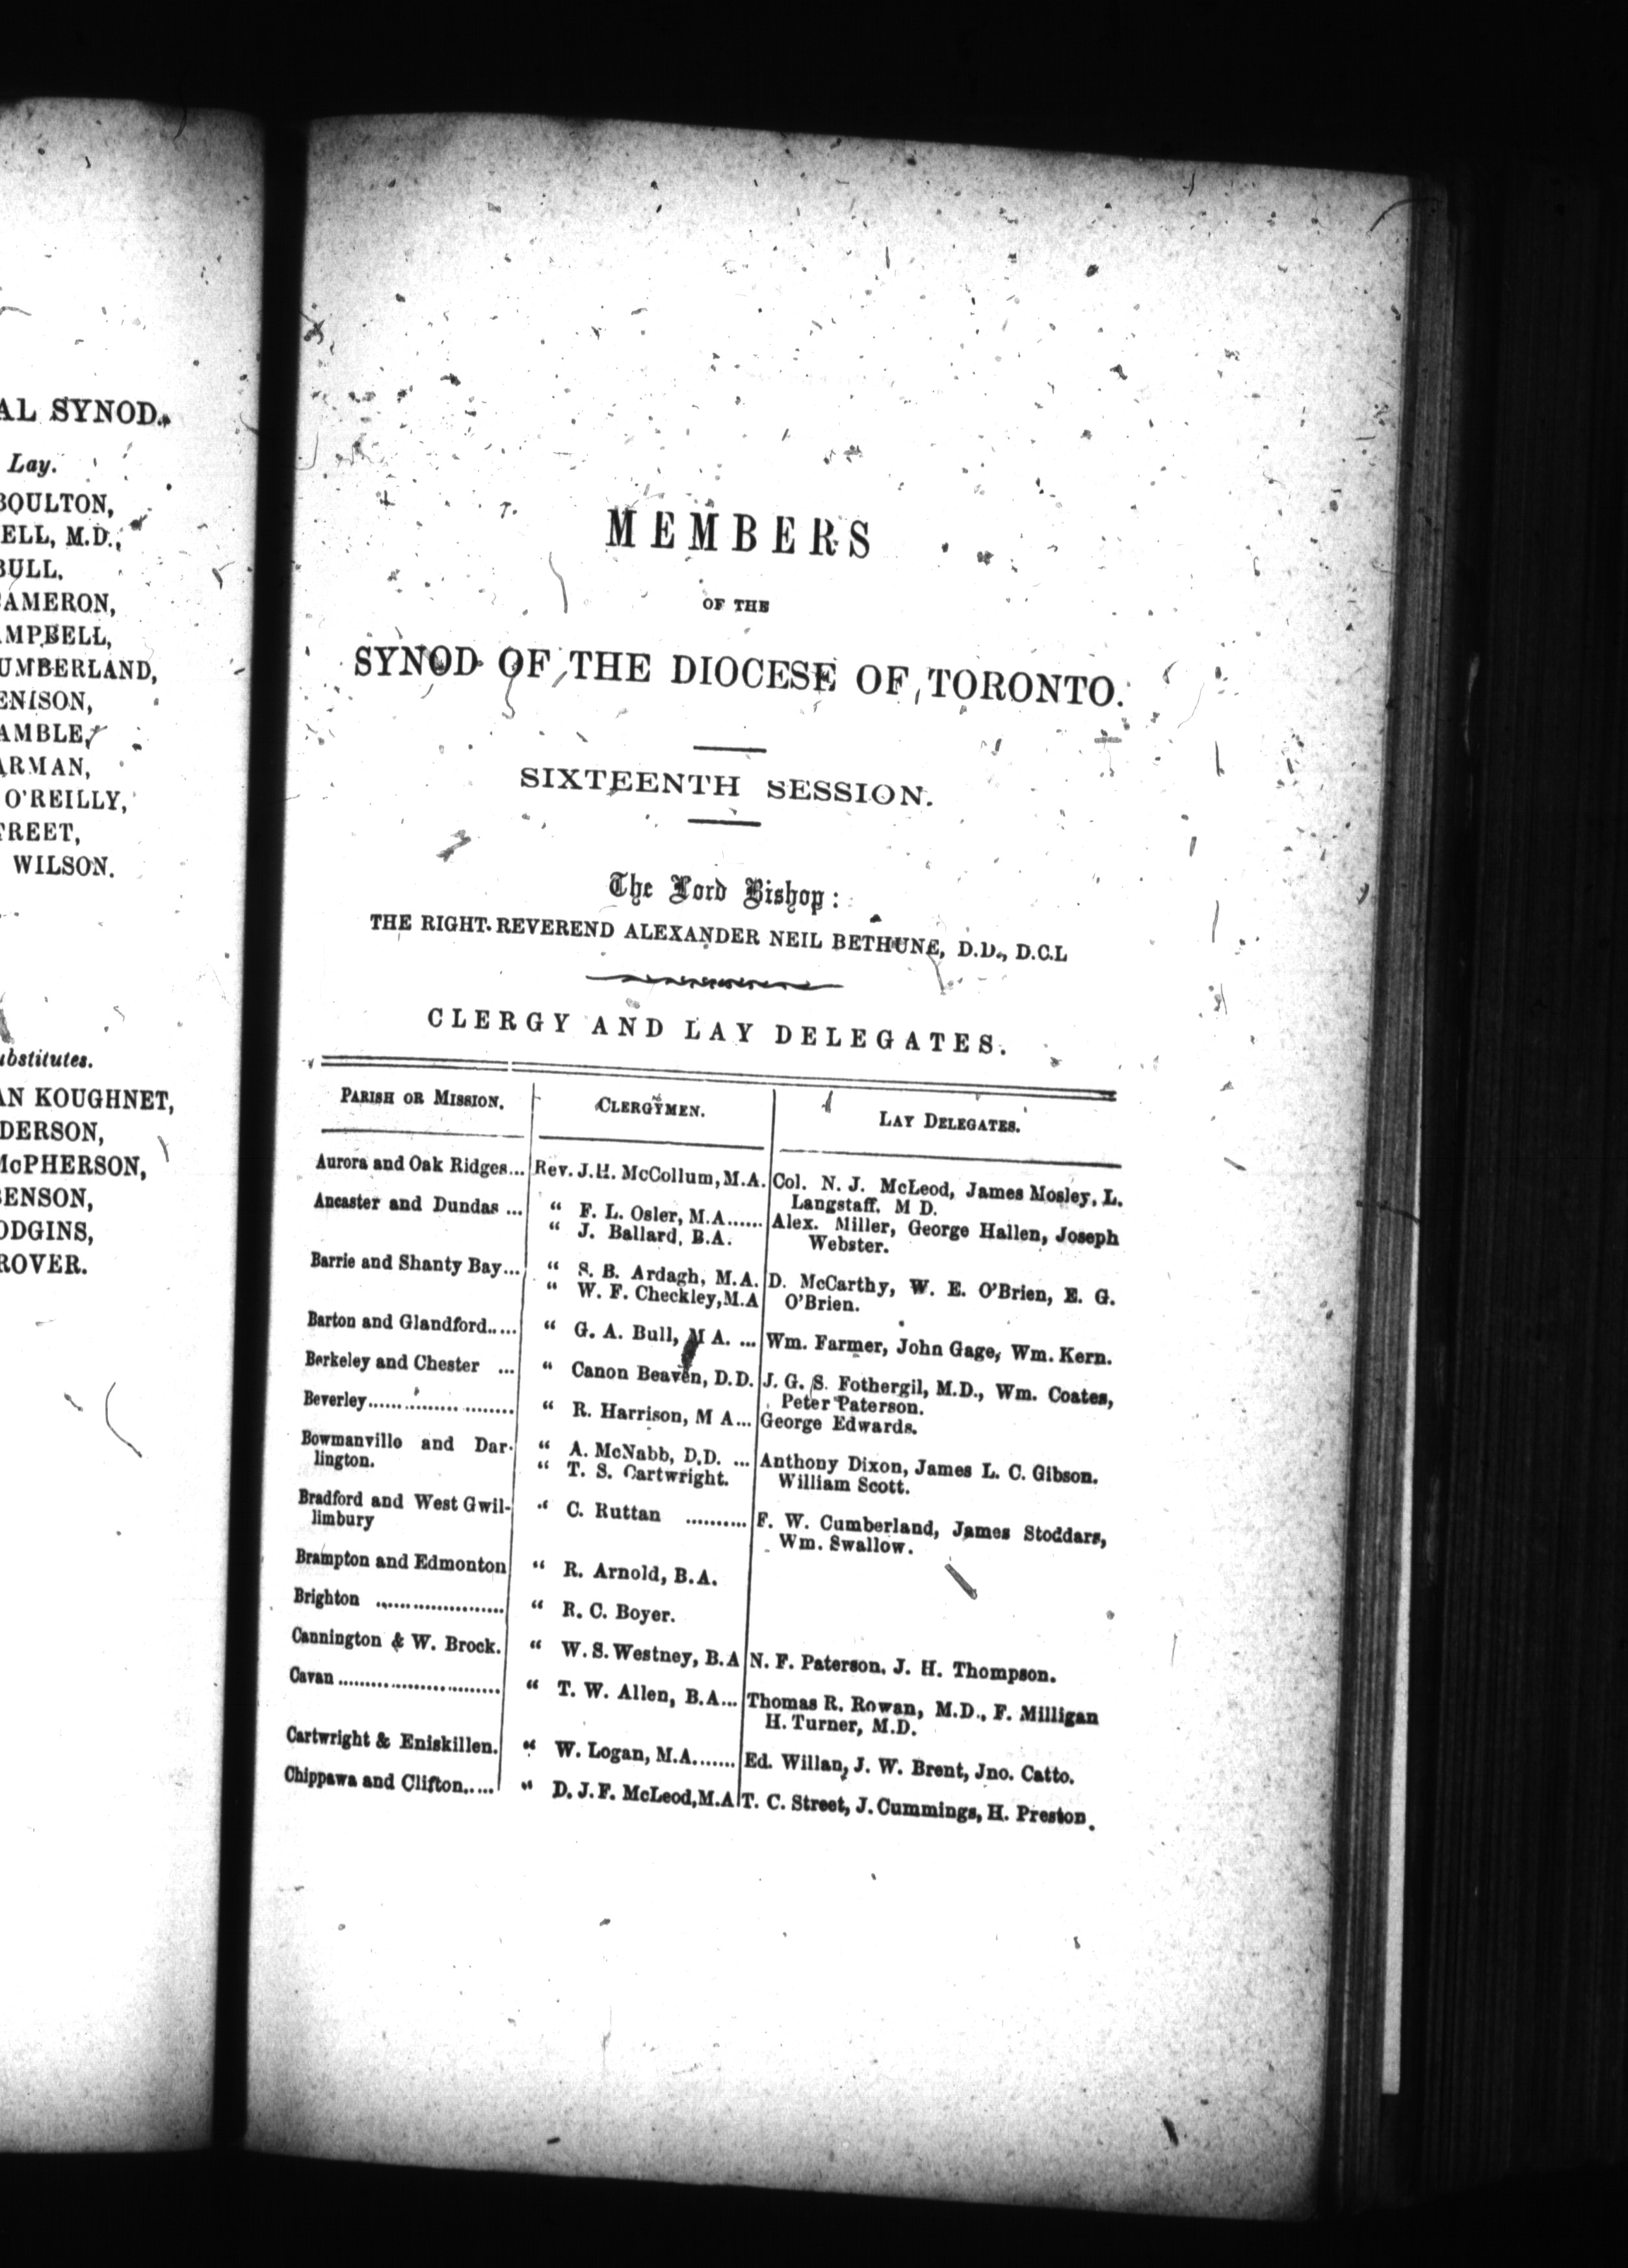 AL SYNOD.
Lay.
BOULTON,
ELL, M.D.,
BULL.
CAMERON,
AMPBELL,
UMBERLAND,
ENISON,
AMBLE,
ARMAN,
O'REILLY,
TREET,
WILSON.
ubstitutes.
AN KOUGHNET,
DERSON,
McPHERSON,
BENSON,
ODGINS,
ROVER.
MEMBERS
OF THE
SYNOD OF THE DIOCESE OF TORONTO.
SIXTEENTH SESSION.
The Lord Bishop:
THE RIGHT REVEREND ALEXANDER NEIL BETHUNE, D.D., D.C.L
CLERGY AND LAY DELEGATES.
PARISH OR MISSION. CLERGYMEN. LAY DELEGATES.
Aurora and Oak Ridges... Rev. J. H. McCollum, M.A. Col. N. J. McLeod, James Mosley, L.
Langstaff, M D.
Ancaster and Dundas ... " F. L. Osler, M.A...... Alex. Miller, George Hallen, Joseph
" J. Ballard, B.A. Webster.
Barrie and Shanty Bay... " S. B. Ardagh, M.A. D. McCarthy, W. E. O'Brien, E. G.
" W. F. Checkley, M.A O'Brien.
Barton and Glandford..... " G. A. Bull, M A. ... Wm. Farmer, John Gage, Wm. Kern.
Berkeley and Chester ... " Canon Beaven, D.D. J. G. S. Fothergil, M.D., Wm. Coates,
Peter Paterson.
Beverley........................ " R. Harrison, M A... George Edwards.
Bowmanville and Dar- " A. McNabb, D.D. ... Anthony Dixon, James L. C. Gibson.
lington. " T. S. Cartwright. William Scott.
Bradford and West Gwil- " C. Ruttan .......... F. W. Cumberland, James Stoddars,
limbury Wm. Swallow.
Brampton and Edmonton " R. Arnold, B.A.
Brighton ..................... " R. C. Boyer.
Cannington & W. Brock. " W. S. Westney, B.A N. F. Paterson, J. H. Thompson.
Cavan .......................... " T. W. Allen, B.A... Thomas R. Rowan, M.D., F. Milligan
H. Turner, M.D.
Cartwright & Eniskillen. " W. Logan, M.A....... Ed. Willan, J. W. Brent, Jno. Catto.
Chippawa and Clifton..... " D. J. F. McLeod, M.A T. C. Street, J. Cummings, H. Preston.